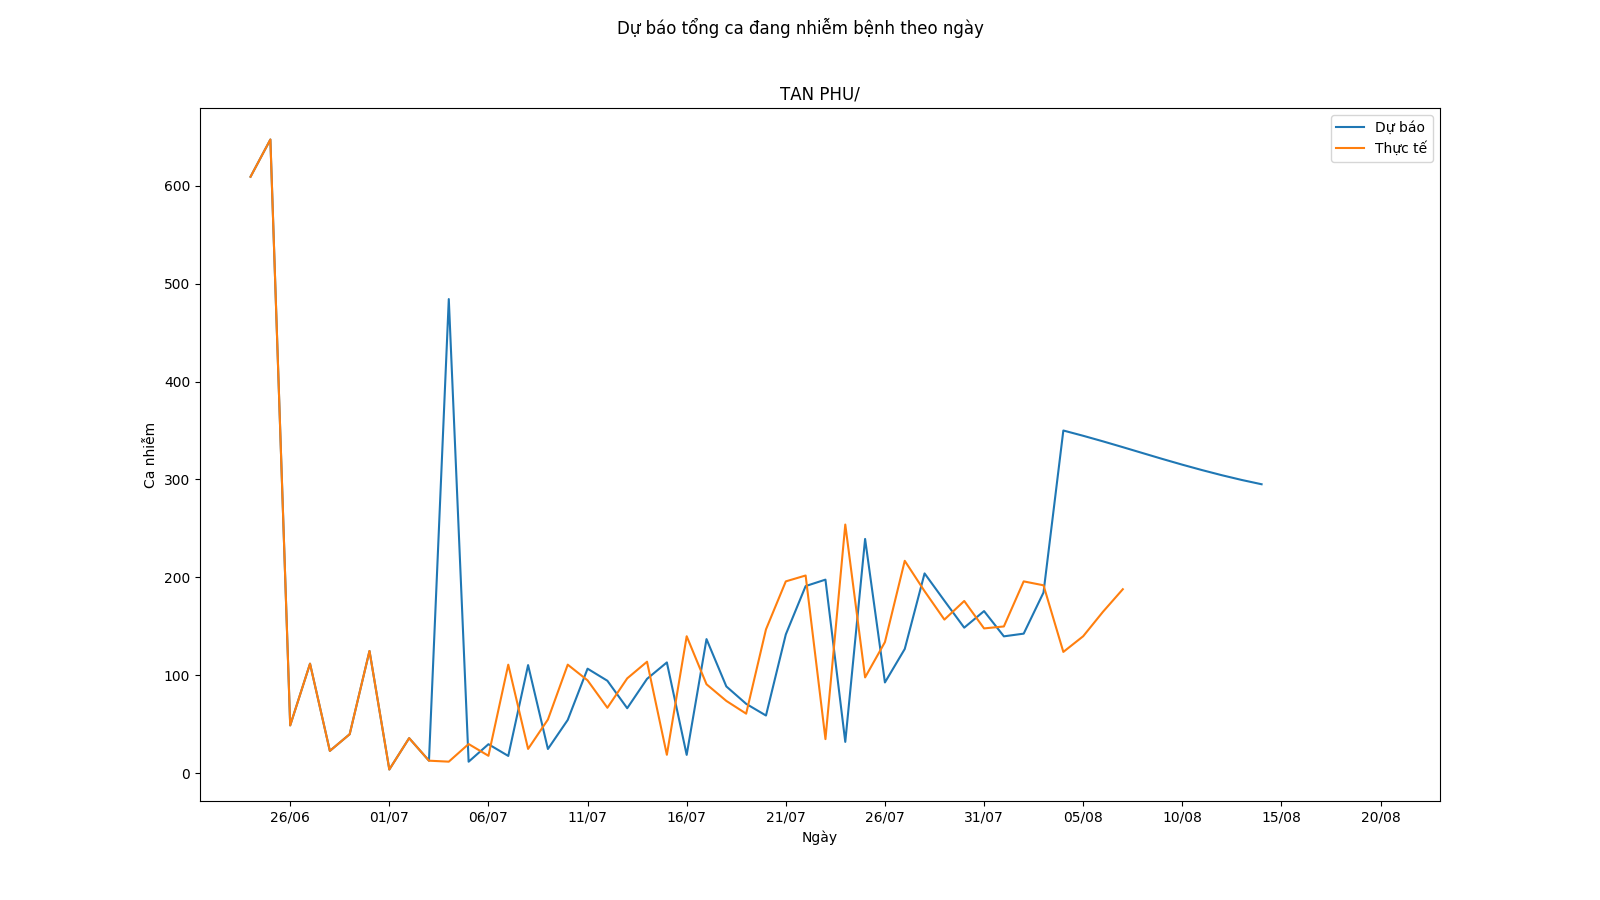 Dự báo tổng ca đang nhiễm bệnh theo ngày
TAN PHU/
Dự báo
Thực tế
600
500
400
300
200
100
0
Ca nhiễm
26/06 01/07 06/07 11/07 16/07 21/07 26/07 31/07 05/08 10/08 15/08 20/08
Ngày